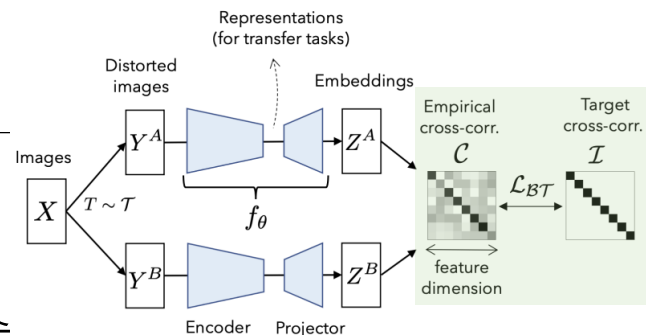 Representations
(for transfer tasks)
Distorted
images
Embeddings
Empirical
cross-corr.
Target
cross-corr.
Images
Y^A
Z^A
C
I
X
T ~ T
f_θ
L_BT
Y^B
Z^B
feature
dimension
Encoder
Projector